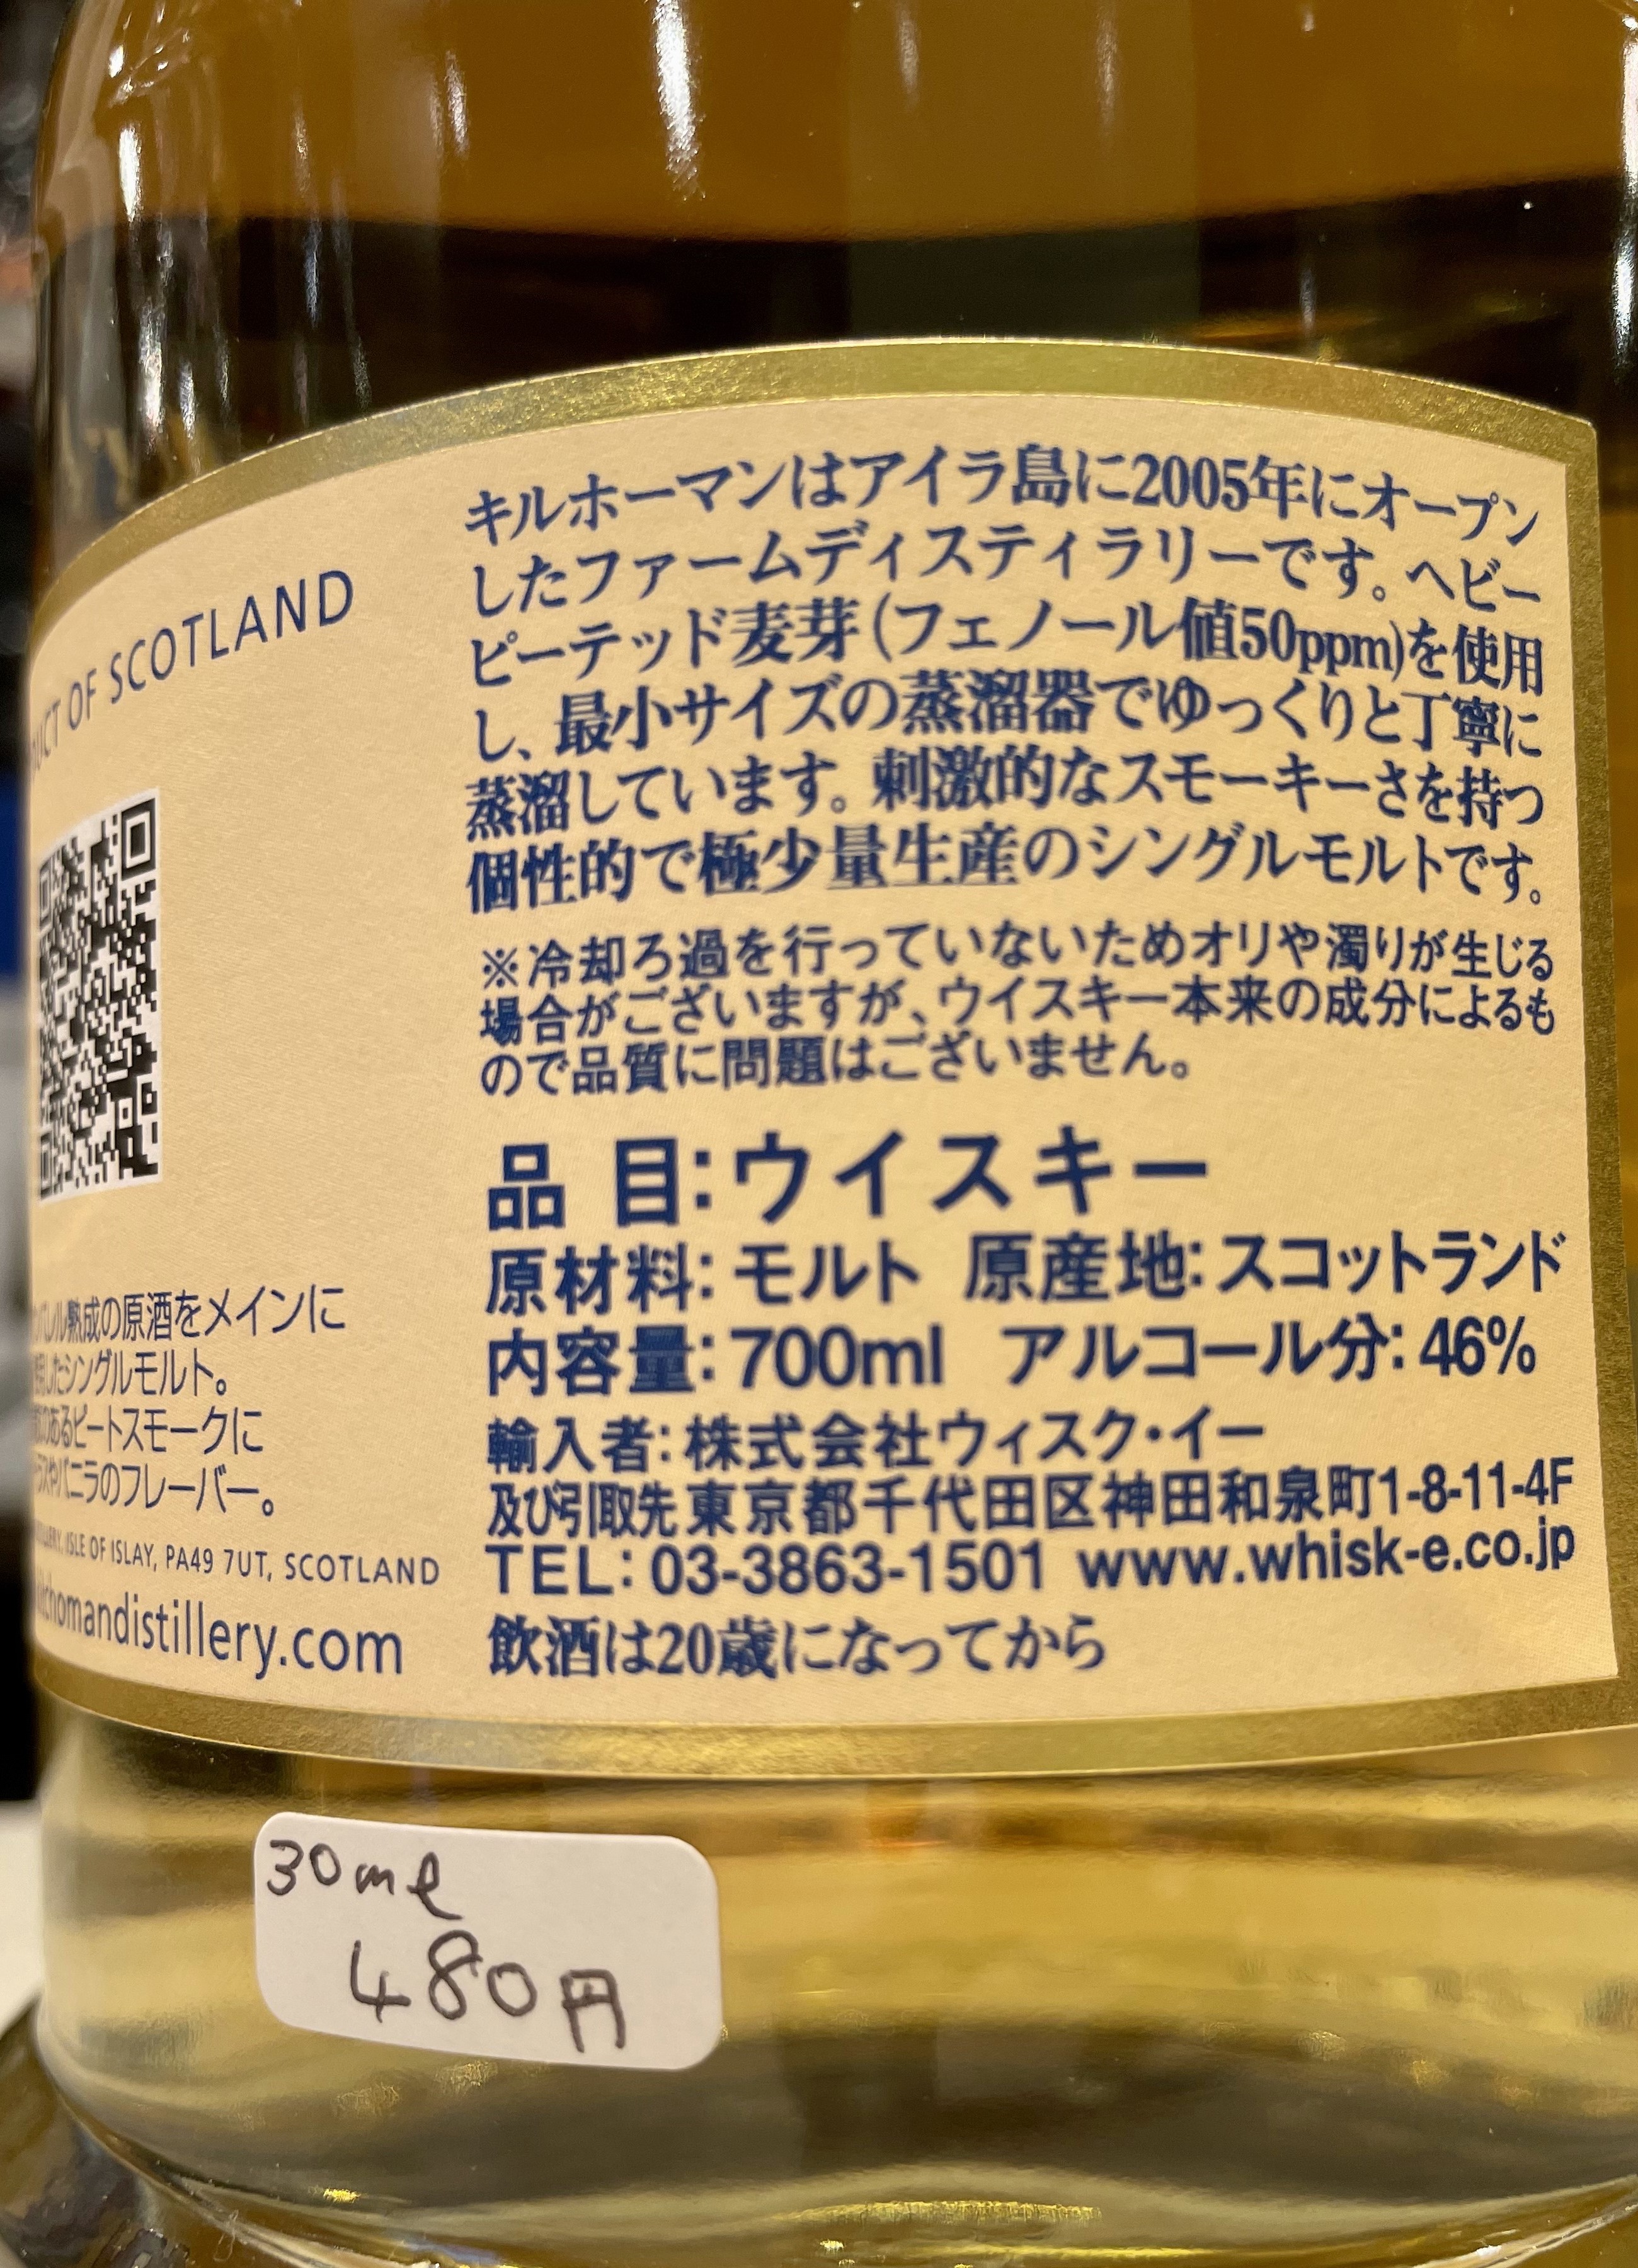 OF SCOTLAND
熟成の原酒をメインに
したシングルモルト。
あるピートスモークに
バニラのフレーバー。
ISLE OF ISLAY, PA49 7UT, SCOTLAND
chomandistillery.com
キルホーマンはアイラ島に2005年にオープン
したファームディスティラリーです。ヘビー
ピーテッド麦芽(フェノール値50ppm)を使用
し、最小サイズの蒸溜器でゆっくりと丁寧に
蒸溜しています。刺激的なスモーキーさを持つ
個性的で極少量生産のシングルモルトです。
※冷却ろ過を行っていないためオリや濁りが生じる
場合がございますが、ウイスキー本来の成分によるも
ので品質に問題はございません。
品 目:ウイスキー
原材料:モルト 原産地:スコットランド
内容量:700ml アルコール分:46%
輸入者:株式会社ウィスク・イー
及び引取先 東京都千代田区神田和泉町1-8-11-4F
TEL:03-3863-1501 www.whisk-e.co.jp
飲酒は20歳になってから
30ml
480円